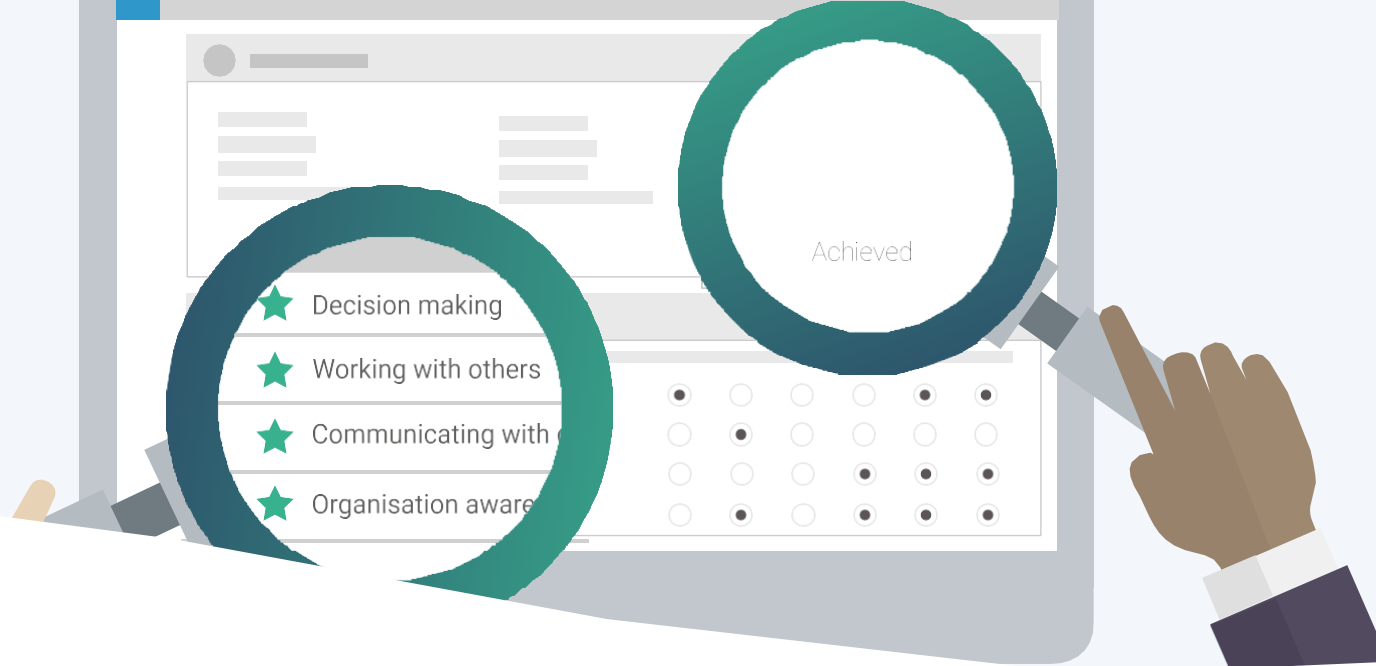 Achieved
Decision making
Working with others
Communicating with
Organisation aware